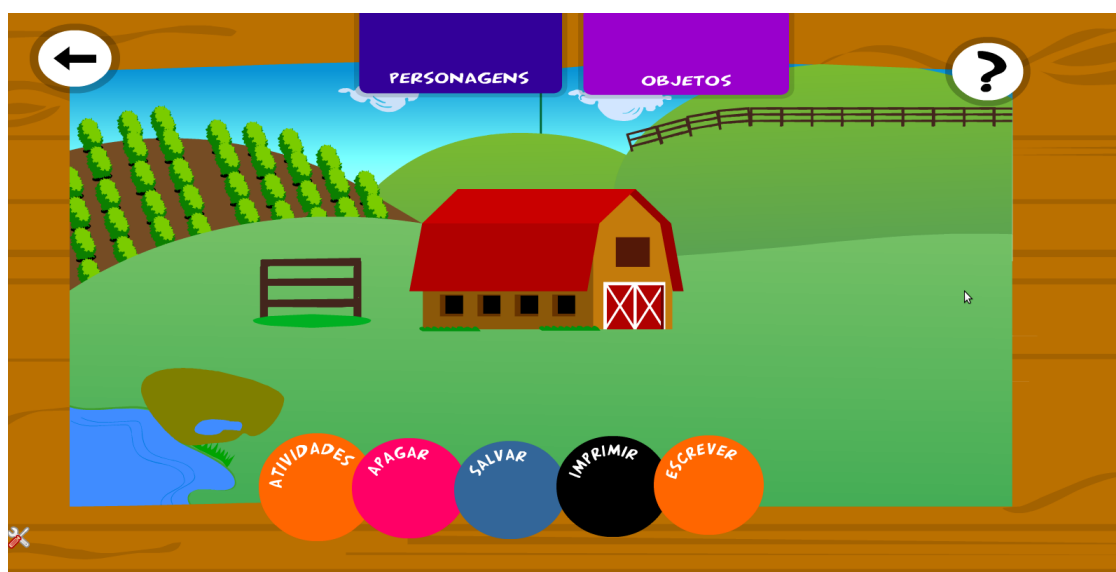 PERSONAGENS
OBJETOS
?
ATIVIDADES
APAGAR
SALVAR
IMPRIMIR
ESCREVER